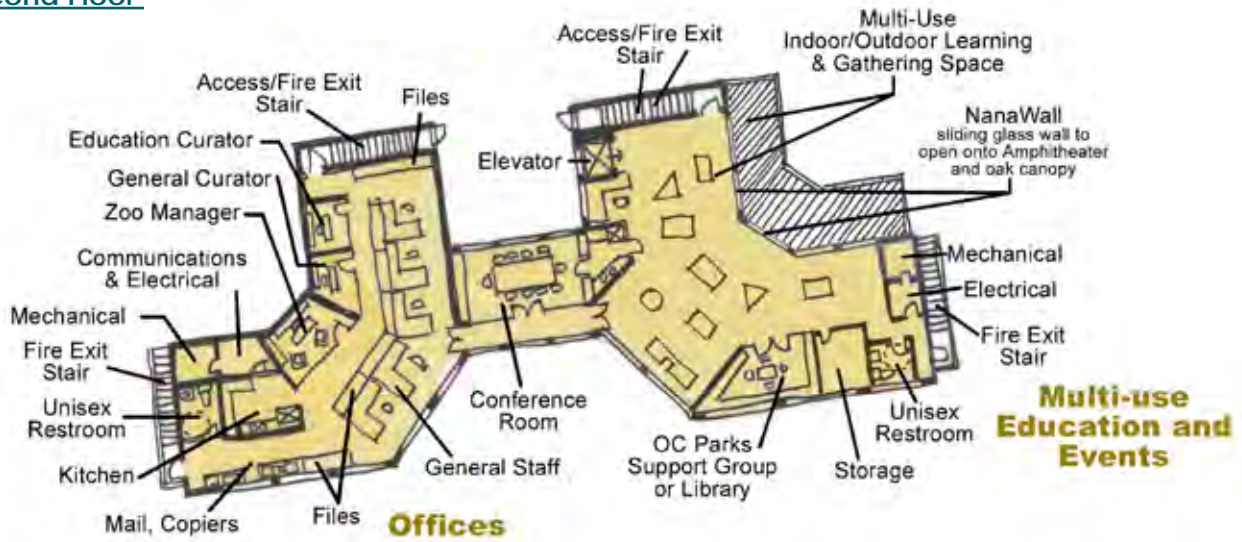 Second Floor
Access/Fire Exit
Stair
Files
Education Curator
General Curator
Zoo Manager
Communications
& Electrical
Mechanical
Fire Exit
Stair
Unisex
Restroom
Kitchen
Mail, Copiers
Files
Offices
General Staff
Conference
Room
Access/Fire Exit
Stair
Elevator
Multi-Use
Indoor/Outdoor Learning
& Gathering Space
NanaWall
sliding glass wall to
open onto Amphitheater
and oak canopy
Mechanical
Electrical
Fire Exit
Stair
Unisex
Restroom
Storage
OC Parks
Support Group
or Library
Multi-use
Education and
Events